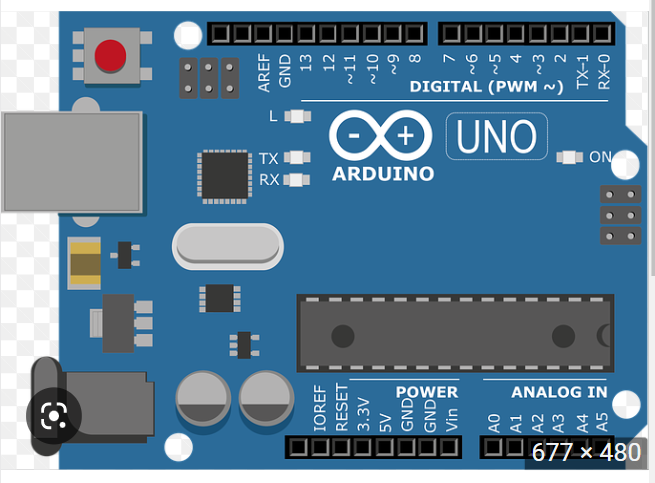 AREF
GND
13
12
~11
~10
~9
8
7
~6
~5
4
~3
2
TX-1
RX-0
DIGITAL (PWM ~)
L
TX
RX
ARDUINO
UNO
ON
POWER
ANALOG IN
IOREF
RESET
3.3V
5V
GND
GND
Vin
A0
A1
A2
A3
A4
A5
677 × 480